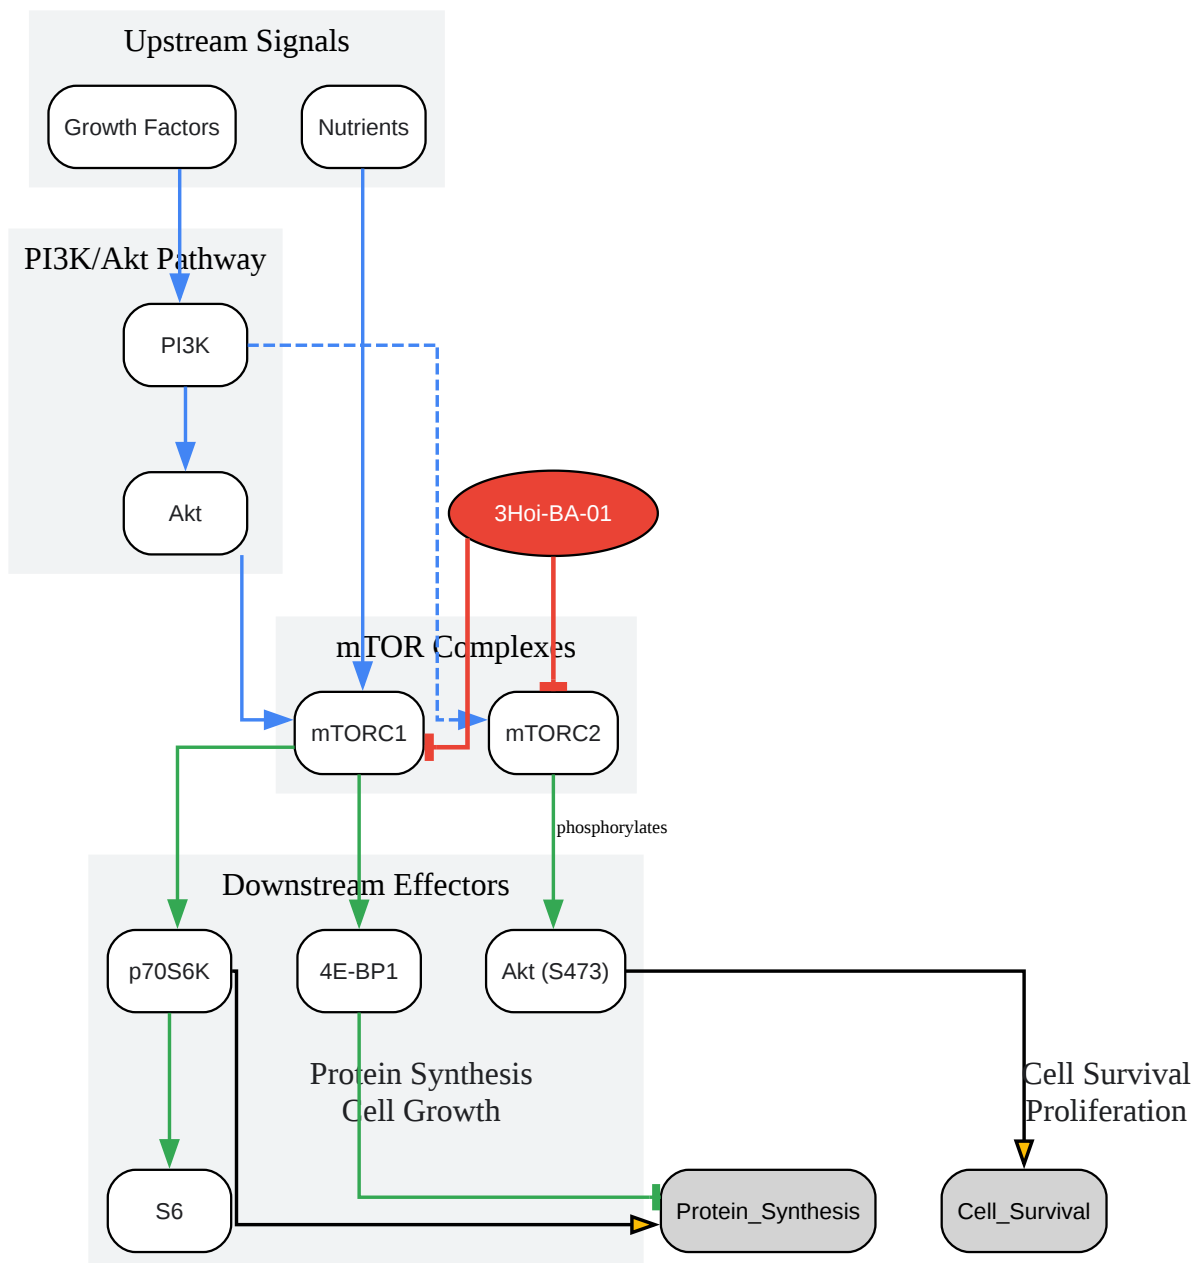 Upstream Signals
Growth Factors
Nutrients
PI3K/Akt Pathway
PI3K
Akt
3Hoi-BA-01
mTOR Complexes
mTORC1
mTORC2
phosphorylates
Downstream Effectors
p70S6K
4E-BP1
Akt (S473)
Protein Synthesis
Cell Growth
Cell Survival
Proliferation
S6
Protein_Synthesis
Cell_Survival